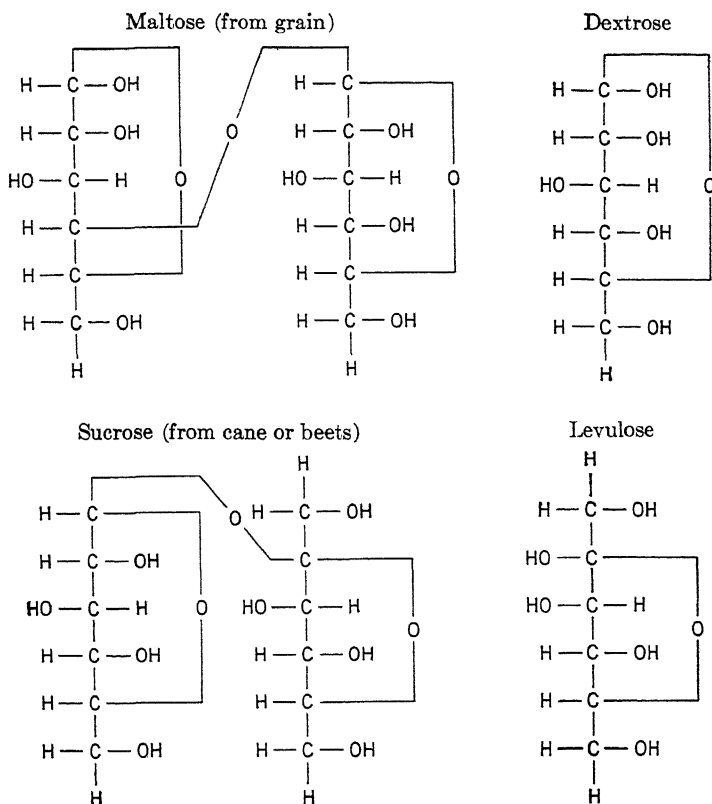 Maltose (from grain)
H—C—OH
H—C—OH
HO—C—H O
H—C
H—C
H—C—OH
H
O
H—C
H—C—OH
HO—C—H O
H—C—OH
H—C
H—C—OH
H
Dextrose
H—C—OH
H—C—OH
HO—C—H O
H—C—OH
H—C
H—C—OH
H
Sucrose (from cane or beets)
H—C
H—C—OH
HO—C—H O
H—C—OH
H—C
H—C—OH
H
O
H
H—C—OH
C
HO—C—H
O
H—C—OH
H—C
H—C—OH
H
Levulose
H
H—C—OH
HO—C
HO—C—H
O
H—C—OH
H—C
H—C—OH
H